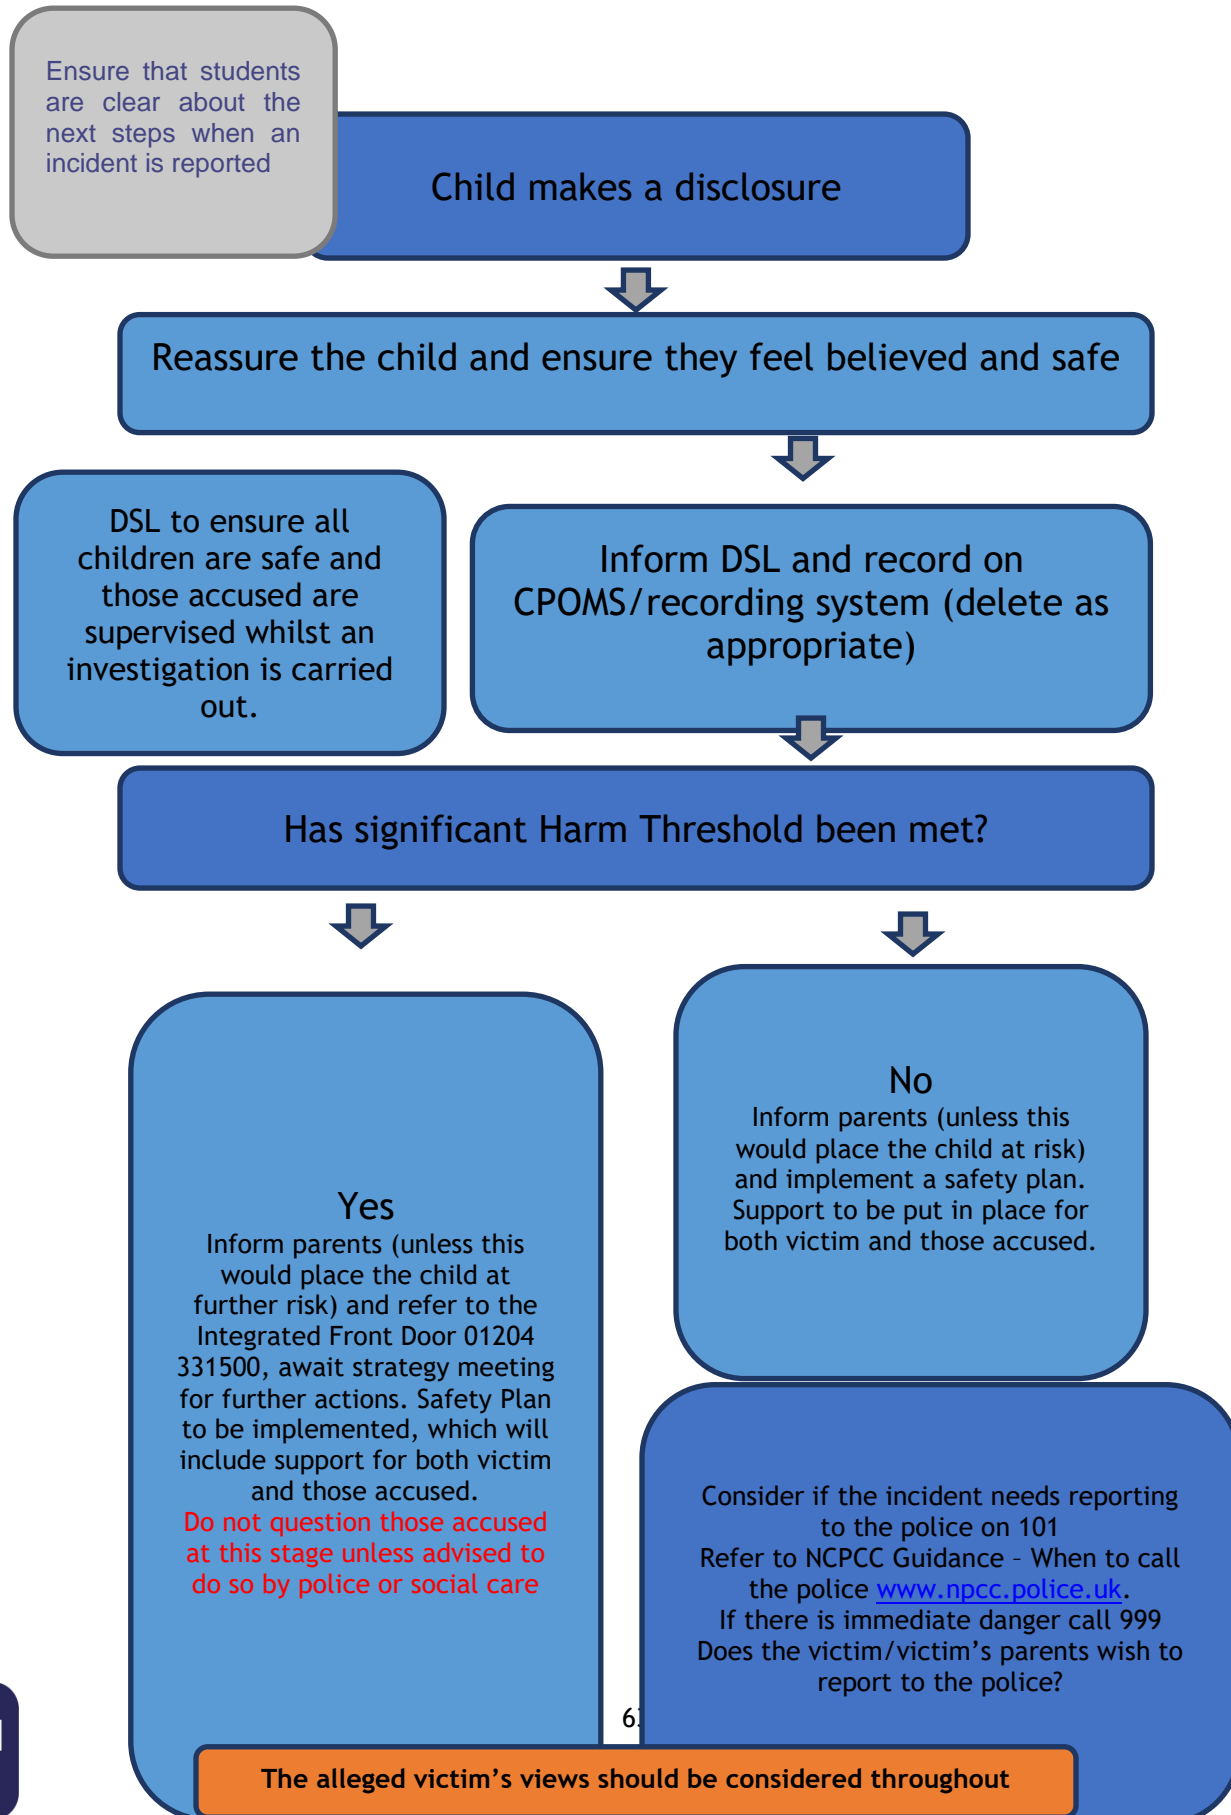 Ensure that students
are clear about the
next steps when an
incident is reported
Child makes a disclosure
Reassure the child and ensure they feel believed and safe
DSL to ensure all
children are safe and
those accused are
supervised whilst an
investigation is carried
out.
Inform DSL and record on
CPOMS/recording system (delete as
appropriate)
Has significant Harm Threshold been met?
Yes
Inform parents (unless this
would place the child at
further risk) and refer to the
Integrated Front Door 01204
331500, await strategy meeting
for further actions. Safety Plan
to be implemented, which will
include support for both victim
and those accused.
Do not question those accused
at this stage unless advised to
do so by police or social care
No
Inform parents (unless this
would place the child at risk)
and implement a safety plan.
Support to be put in place for
both victim and those accused.
Consider if the incident needs reporting
to the police on 101
Refer to NCPCC Guidance – When to call
the police www.npcc.police.uk.
If there is immediate danger call 999
Does the victim/victim's parents wish to
report to the police?
The alleged victim's views should be considered throughout